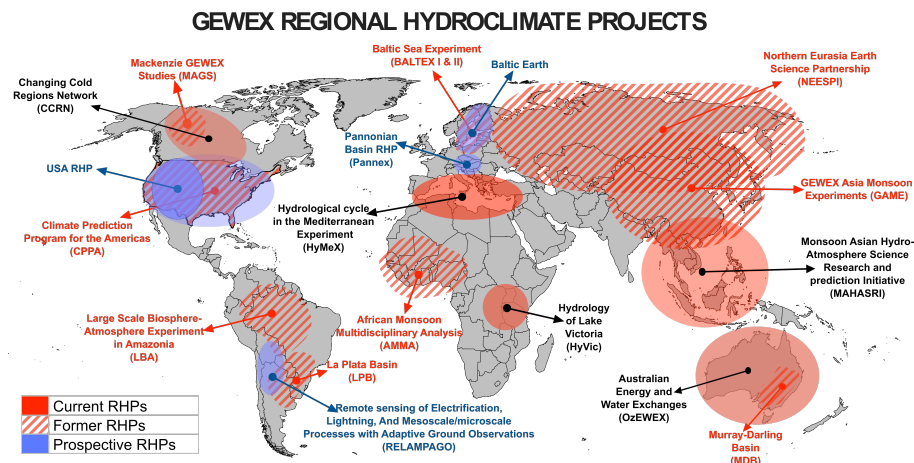 GEWEX REGIONAL HYDROCLIMATE PROJECTS
Mackenzie GEWEX
Studies (MAGS)
Changing Cold
Regions Network
(CCRN)
Baltic Sea Experiment
(BALTEX I & II)
Baltic Earth
Northern Eurasia Earth
Science Partnership
(NEESPI)
Pannonian
Basin RHP
(Pannex)
USA RHP
GEWEX Asia Monsoon
Experiments (GAME)
Climate Prediction
Program for the Americas
(CPPA)
Hydrological cycle
in the Mediterranean
Experiment
(HyMeX)
Monsoon Asian Hydro-
Atmosphere Science
Research and
prediction Initiative
(MAHASRI)
Large Scale Biosphere-
Atmosphere Experiment
in Amazonia
(LBA)
African Monsoon
Multidisciplinary Analysis
(AMMA)
Hydrology
of Lake
Victoria
(HyVic)
La Plata Basin
(LPB)
Australian
Energy and
Water Exchanges
(OzEWEX)
Remote sensing of Electrification,
Lightning, And Mesoscale/microscale
Processes with Adaptive Ground Observations
(RELAMPAGO)
Murray-Darling
Basin
(MDB)
Current RHPs
Former RHPs
Prospective RHPs